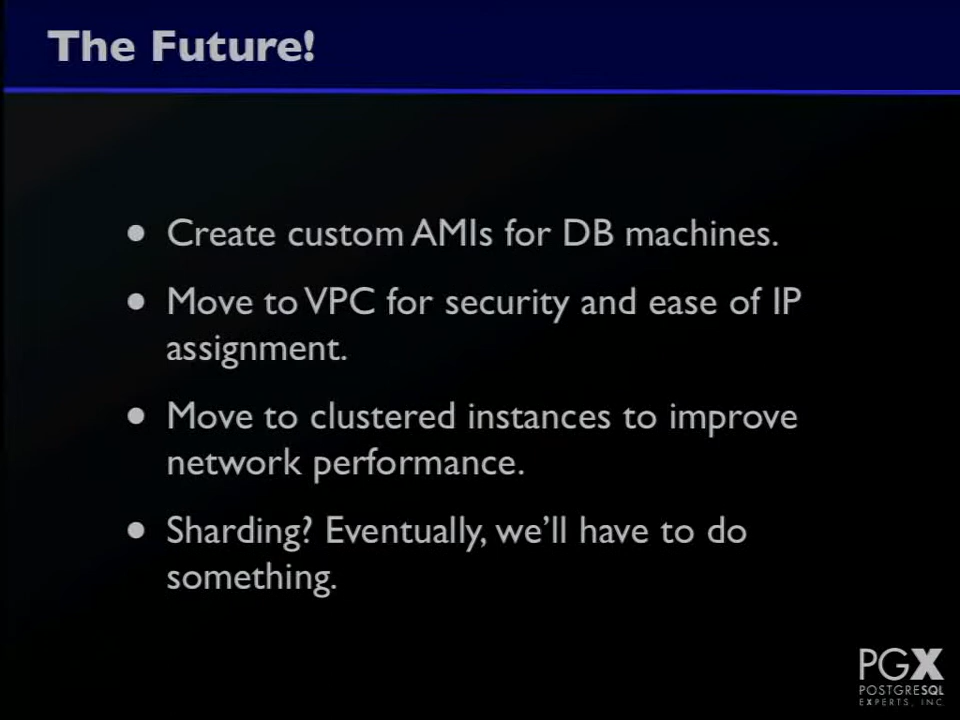 The Future!
• Create custom AMIs for DB machines.
• Move to VPC for security and ease of IP
assignment.
• Move to clustered instances to improve
network performance.
• Sharding? Eventually, we'll have to do
something.
PGX
POSTGRESQL
EXPERTS, INC.